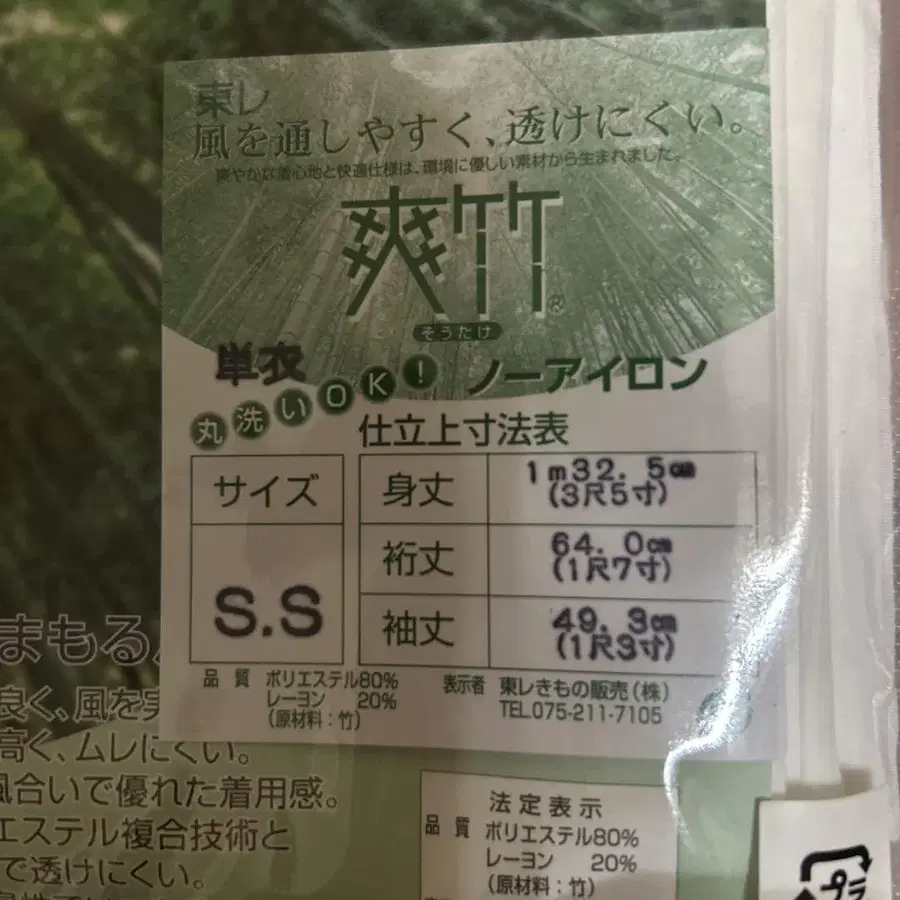 東レ
風を通しやすく、透けにくい。
爽やかな着心地と快適仕様は、環境に優しい素材から生まれました。
爽竹®
そうたけ
単衣
丸洗いOK! ノーアイロン
仕立上寸法表
サイズ
S.S
身丈 1m32.5cm
(3尺5寸)
裄丈 64.0cm
(1尺7寸)
袖丈 49.3cm
(1尺3寸)
品質 ポリエステル80%
レーヨン 20%
(原材料:竹)
表示者 東レきもの販売(株)
TEL.075-211-7105
まもる
良く、風を
高く、ムレにくい。
風合いで優れた着用感。
エステル複合技術と
で透けにくい。
法定表示
品質 ポリエステル80%
レーヨン 20%
(原材料:竹)
プラ